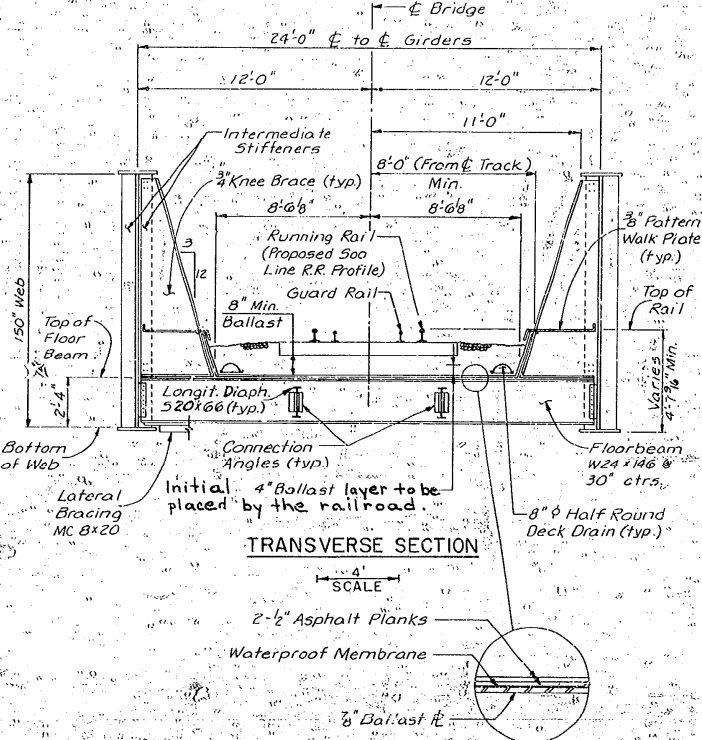 ℄ Bridge
24'-0" ℄ to ℄ Girders
12'-0"
12'-0"
11'-0"
Intermediate
Stiffeners
8'-0" (From ℄ Track)
Min.
3/4" Knee Brace (typ.)
8'-6 1/8"
8'-6 1/8"
3
12
Running Rail
(Proposed Soo
Line R.R. Profile)
3/8" Pattern
Walk Plate
(typ.)
Guard Rail
8" Min.
Ballast
Top of
Rail
150" Web
Top of
Floor
Beam
2'-4"
Longit. Diaph.
S20x66 (typ.)
Varies
4'-7 9/16" Min.
Bottom
of Web
Connection
Angles (typ.)
Floorbeam
W24 x 146 @
30" ctrs.
Lateral
Bracing
MC 8x20
Initial 4" Ballast layer to be
placed by the railroad.
8" ϕ Half Round
Deck Drain (typ.)
TRANSVERSE SECTION
4'
SCALE
2-1/2" Asphalt Planks
Waterproof Membrane
7/8" Ballast ℄